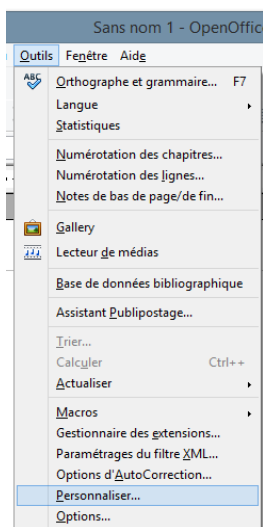 Sans nom 1 - OpenOffic
Outils Fenêtre Aide
ABC Orthographe et grammaire... F7
Langue
Statistiques
Numérotation des chapitres...
Numérotation des lignes...
Notes de bas de page/de fin...
Gallery
Lecteur de médias
Base de données bibliographique
Assistant Publipostage...
Trier...
Calculer Ctrl++
Actualiser
Macros
Gestionnaire des extensions...
Paramétrages du filtre XML...
Options d'AutoCorrection...
Personnaliser...
Options...